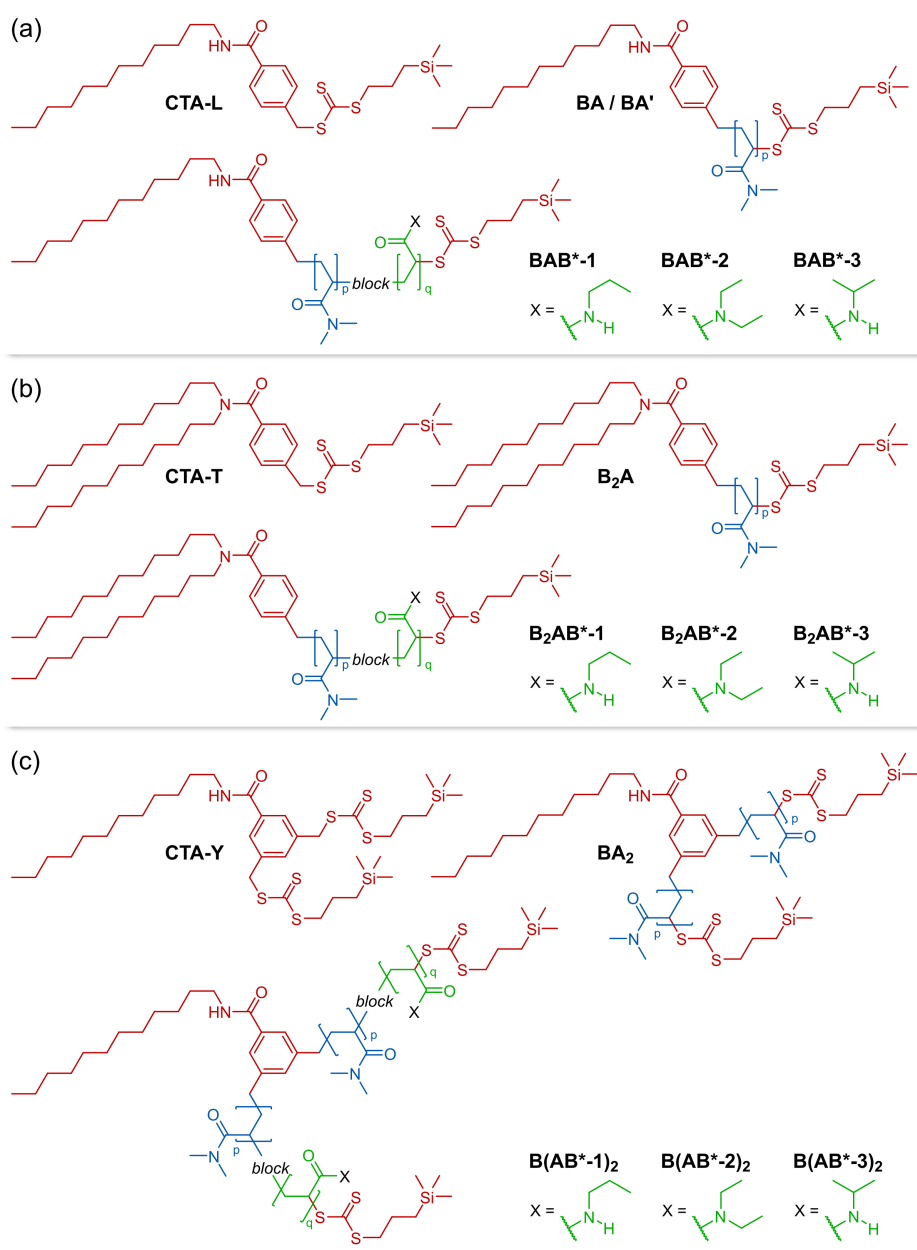 (a)
O
HN
S
Si
S
S
CTA-L
O
HN
S
Si
S
S
p
O
N
BA / BA'
O
HN
X
O
S
Si
S
S
p
block
q
O
N
BAB*-1
BAB*-2
BAB*-3
X =
N
H
X =
N
X =
N
H
(b)
O
N
S
Si
S
S
CTA-T
O
N
S
Si
S
S
p
O
N
B2A
O
N
X
O
S
Si
S
S
p
block
q
O
N
B2AB*-1
B2AB*-2
B2AB*-3
X =
N
H
X =
N
X =
N
H
(c)
O
HN
S
S
S
Si
S
S
S
Si
CTA-Y
O
HN
S
S
S
Si
p
O
N
O
N
p
S
S
S
Si
BA2
S
S
S
Si
q
O
X
block
O
HN
p
O
N
O
N
p
block
O
X
q
S
S
S
Si
B(AB*-1)2
B(AB*-2)2
B(AB*-3)2
X =
N
H
X =
N
X =
N
H